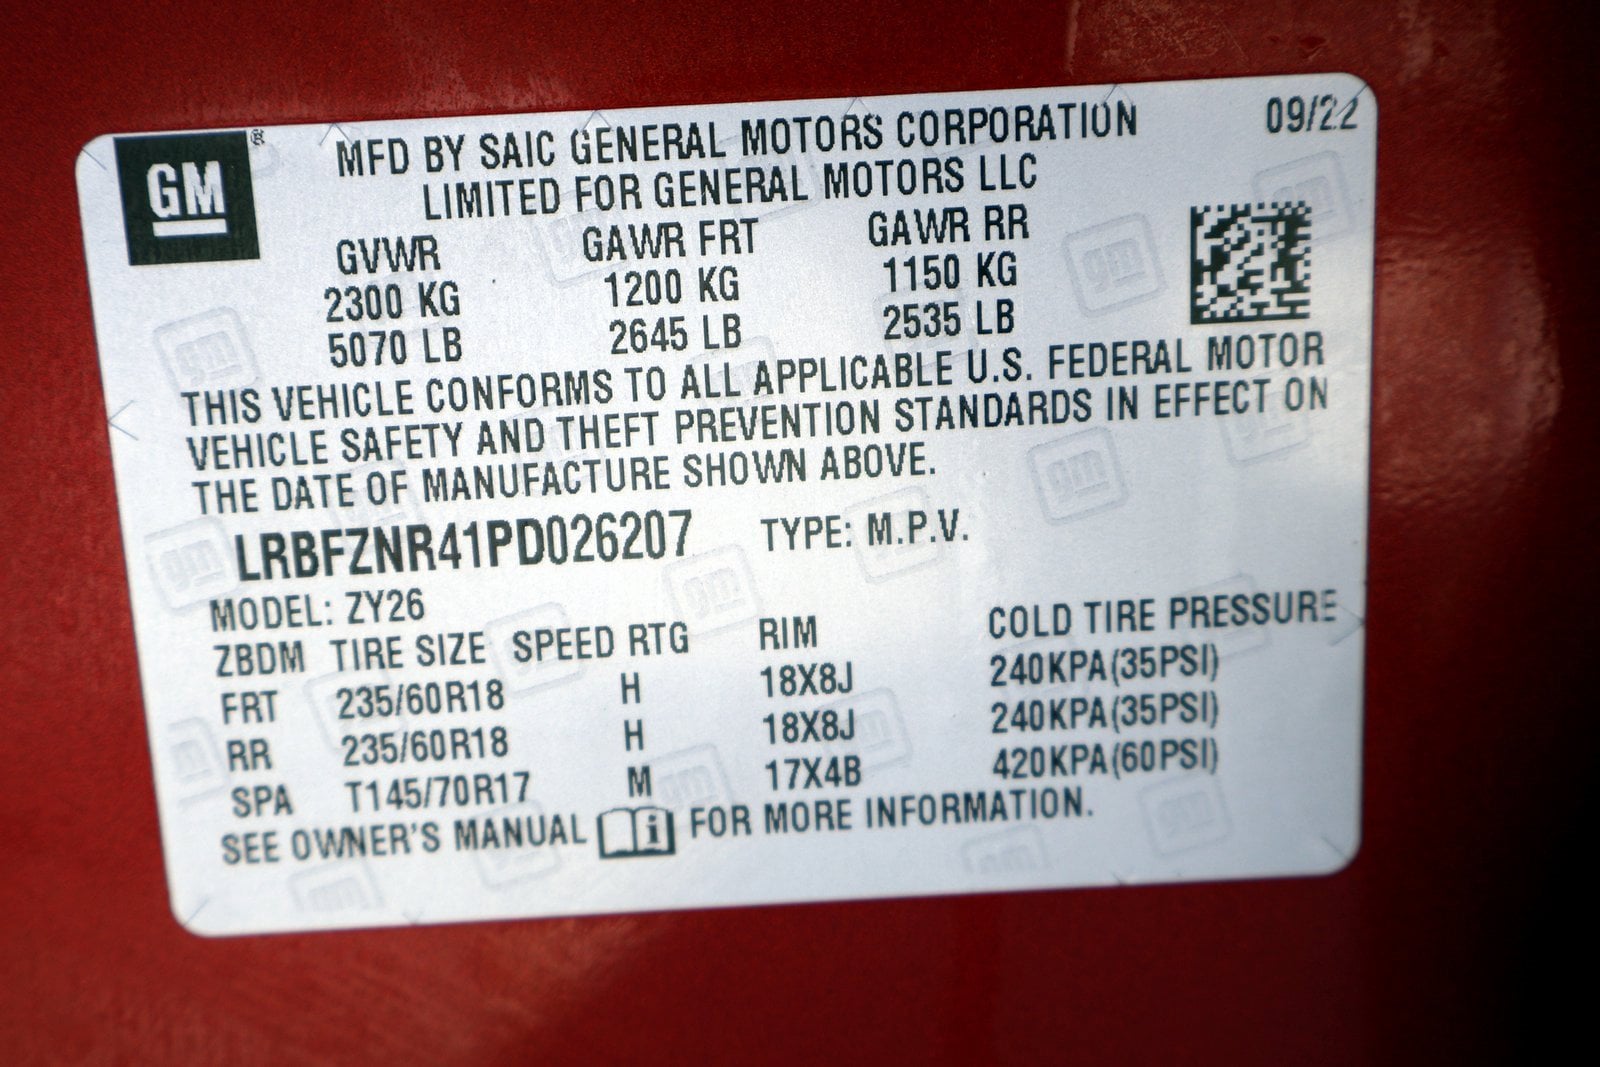 GM ®
MFD BY SAIC GENERAL MOTORS CORPORATION 09/22
LIMITED FOR GENERAL MOTORS LLC
GVWR GAWR FRT GAWR RR
2300 KG 1200 KG 1150 KG
5070 LB 2645 LB 2535 LB
THIS VEHICLE CONFORMS TO ALL APPLICABLE U.S. FEDERAL MOTOR
VEHICLE SAFETY AND THEFT PREVENTION STANDARDS IN EFFECT ON
THE DATE OF MANUFACTURE SHOWN ABOVE.
LRBFZNR41PD026207 TYPE: M.P.V.
MODEL: ZY26
ZBDM TIRE SIZE SPEED RTG RIM COLD TIRE PRESSURE
FRT 235/60R18 H 18X8J 240KPA(35PSI)
RR 235/60R18 H 18X8J 240KPA(35PSI)
SPA T145/70R17 M 17X4B 420KPA(60PSI)
SEE OWNER'S MANUAL i FOR MORE INFORMATION.